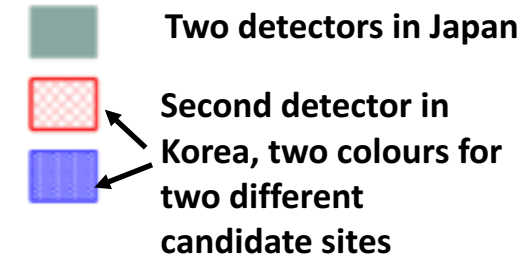 Two detectors in Japan
Second detector in
Korea, two colours for
two different
candidate sites